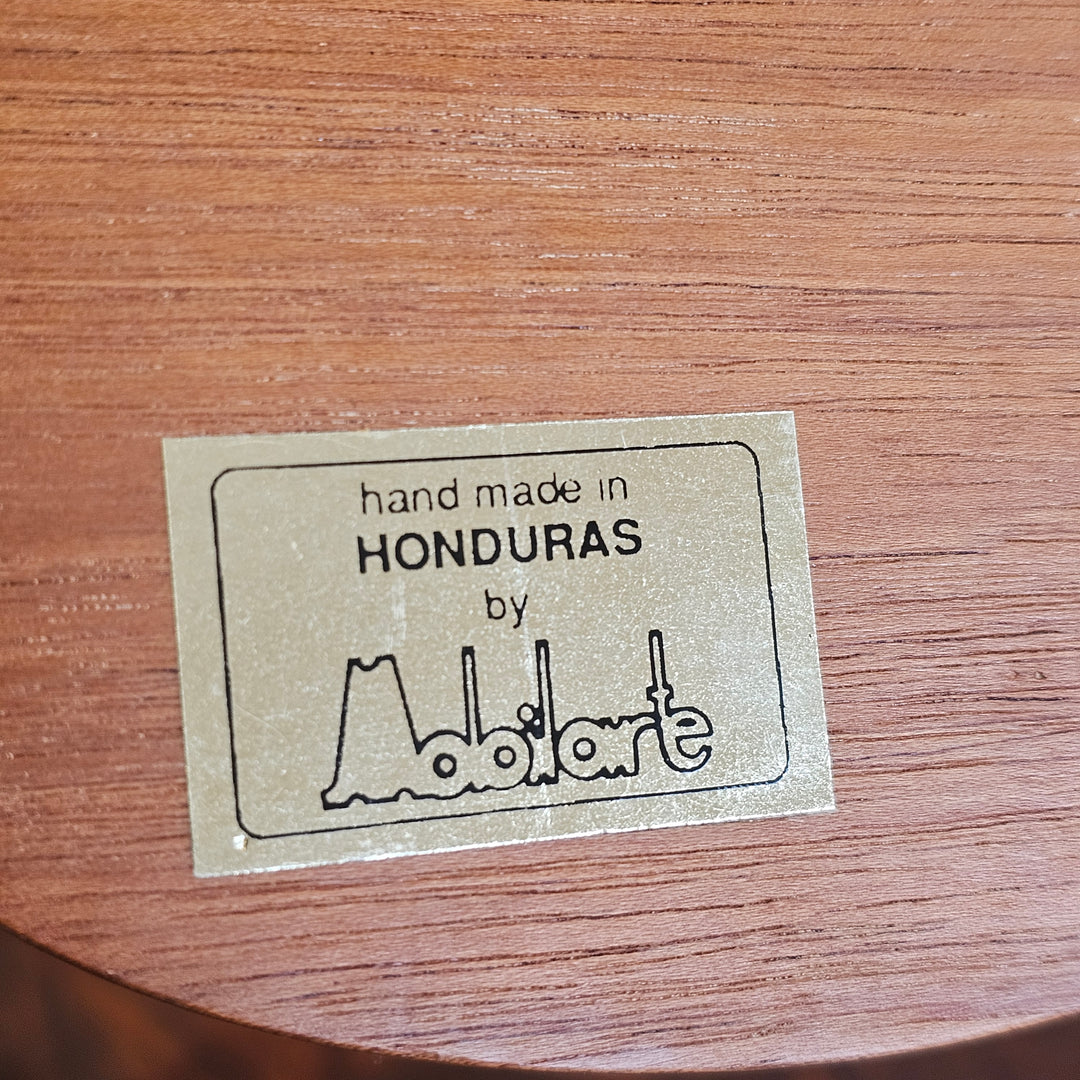 hand made in
HONDURAS
by
Mobilarte